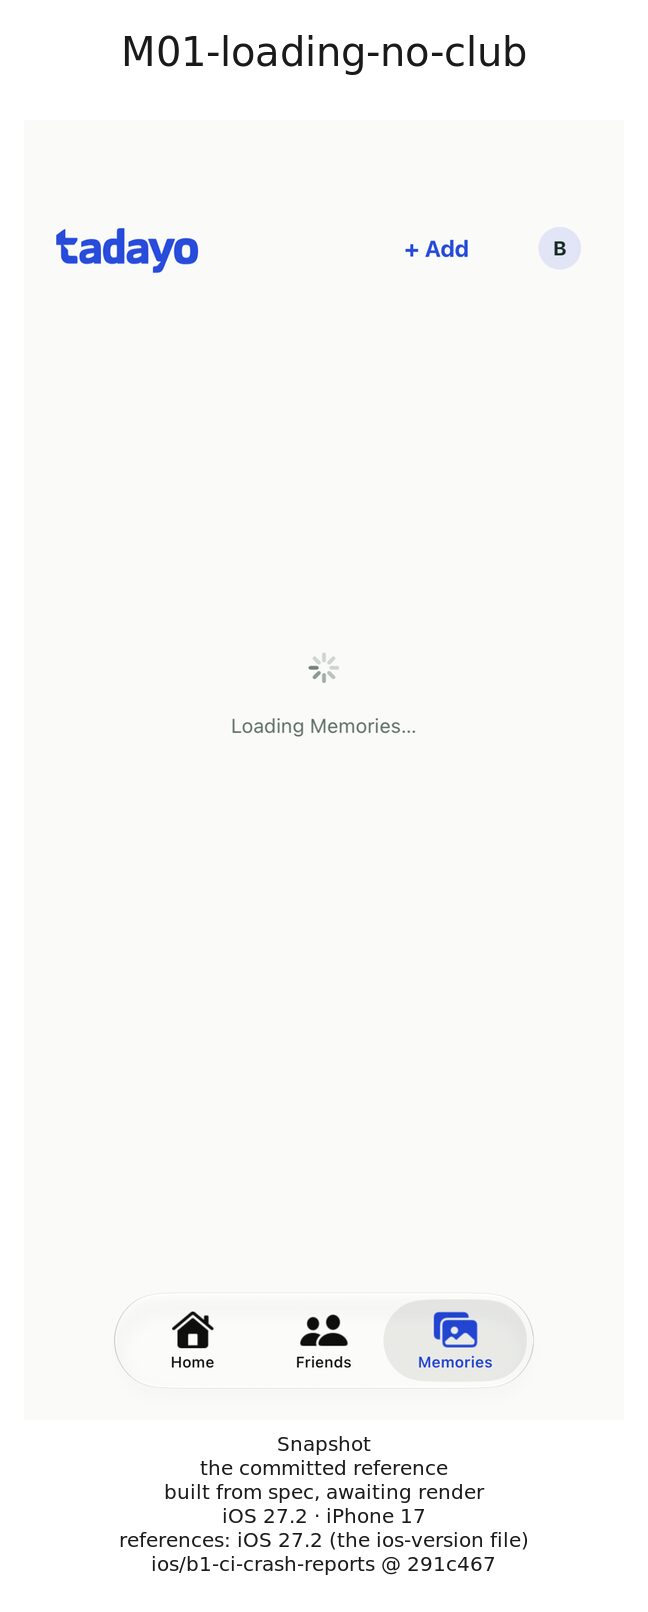 M01-loading-no-club
tadayo
+ Add
B
Loading Memories...
Home
Friends
Memories
Snapshot
the committed reference
built from spec, awaiting render
iOS 27.2 · iPhone 17
references: iOS 27.2 (the ios-version file)
ios/b1-ci-crash-reports @ 291c467